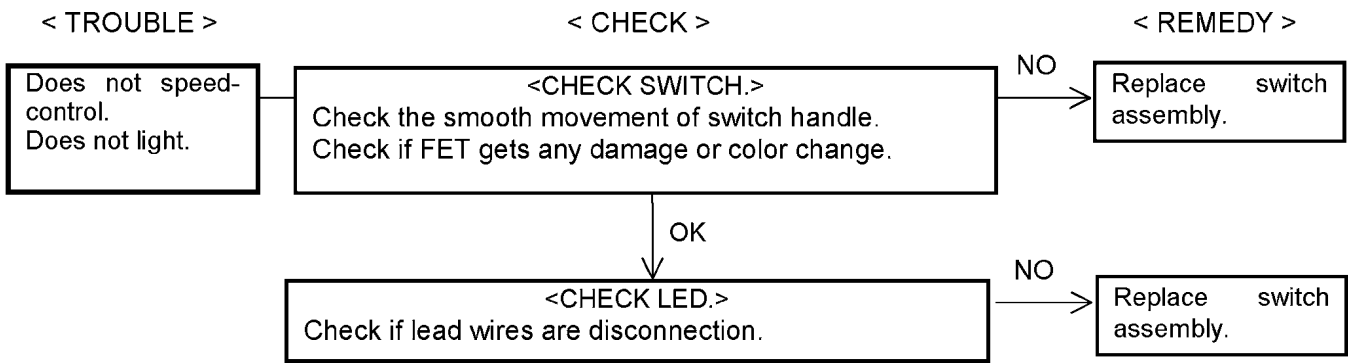 < TROUBLE >
< CHECK >
< REMEDY >
Does not speed-
control.
Does not light.
<CHECK SWITCH.>
Check the smooth movement of switch handle.
Check if FET gets any damage or color change.
NO
Replace switch
assembly.
OK
<CHECK LED.>
Check if lead wires are disconnection.
NO
Replace switch
assembly.